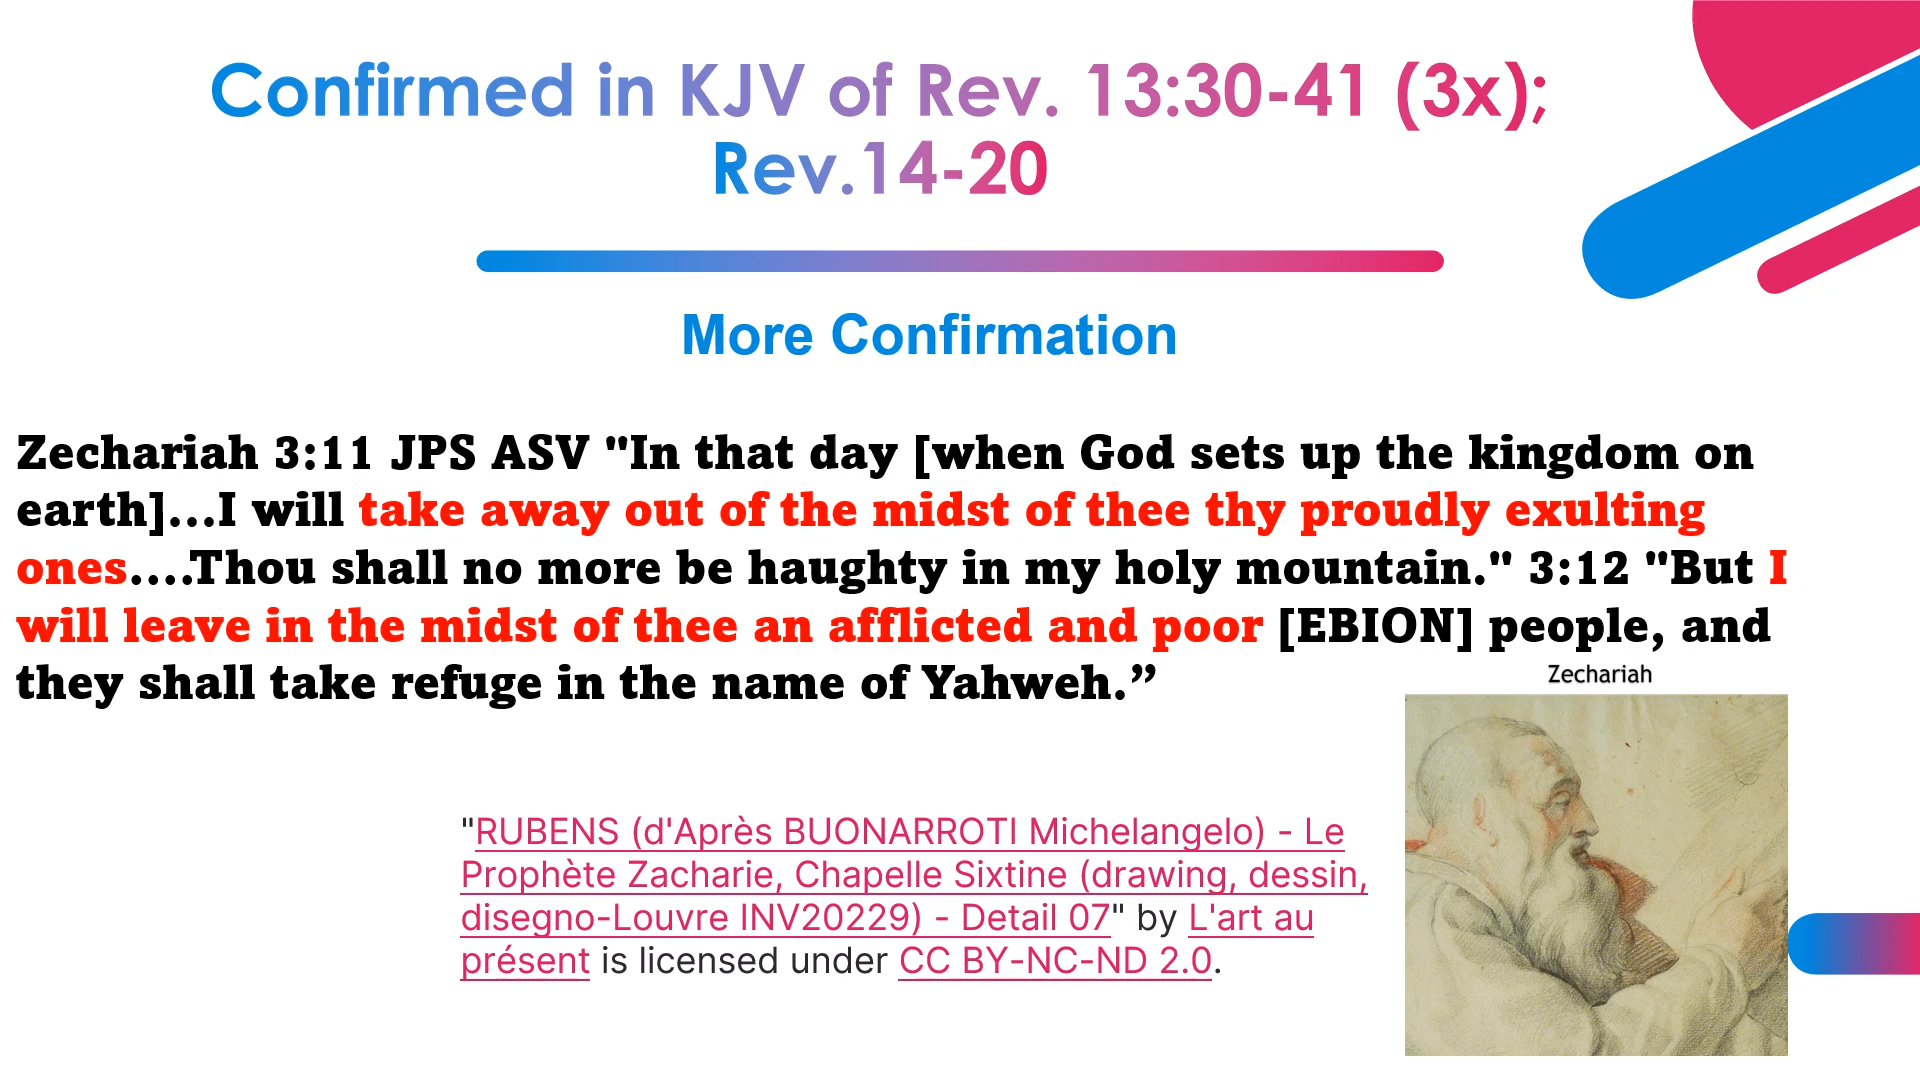 Confirmed in KJV of Rev. 13:30-41 (3x);
Rev.14-20
More Confirmation
Zechariah 3:11 JPS ASV "In that day [when God sets up the kingdom on
earth]...I will take away out of the midst of thee thy proudly exulting
ones....Thou shall no more be haughty in my holy mountain." 3:12 "But I
will leave in the midst of thee an afflicted and poor [EBION] people, and
they shall take refuge in the name of Yahweh.”
Zechariah
"RUBENS (d'Après BUONARROTI Michelangelo) - Le
Prophète Zacharie, Chapelle Sixtine (drawing, dessin,
disegno-Louvre INV20229) - Detail 07" by L'art au
présent is licensed under CC BY-NC-ND 2.0.